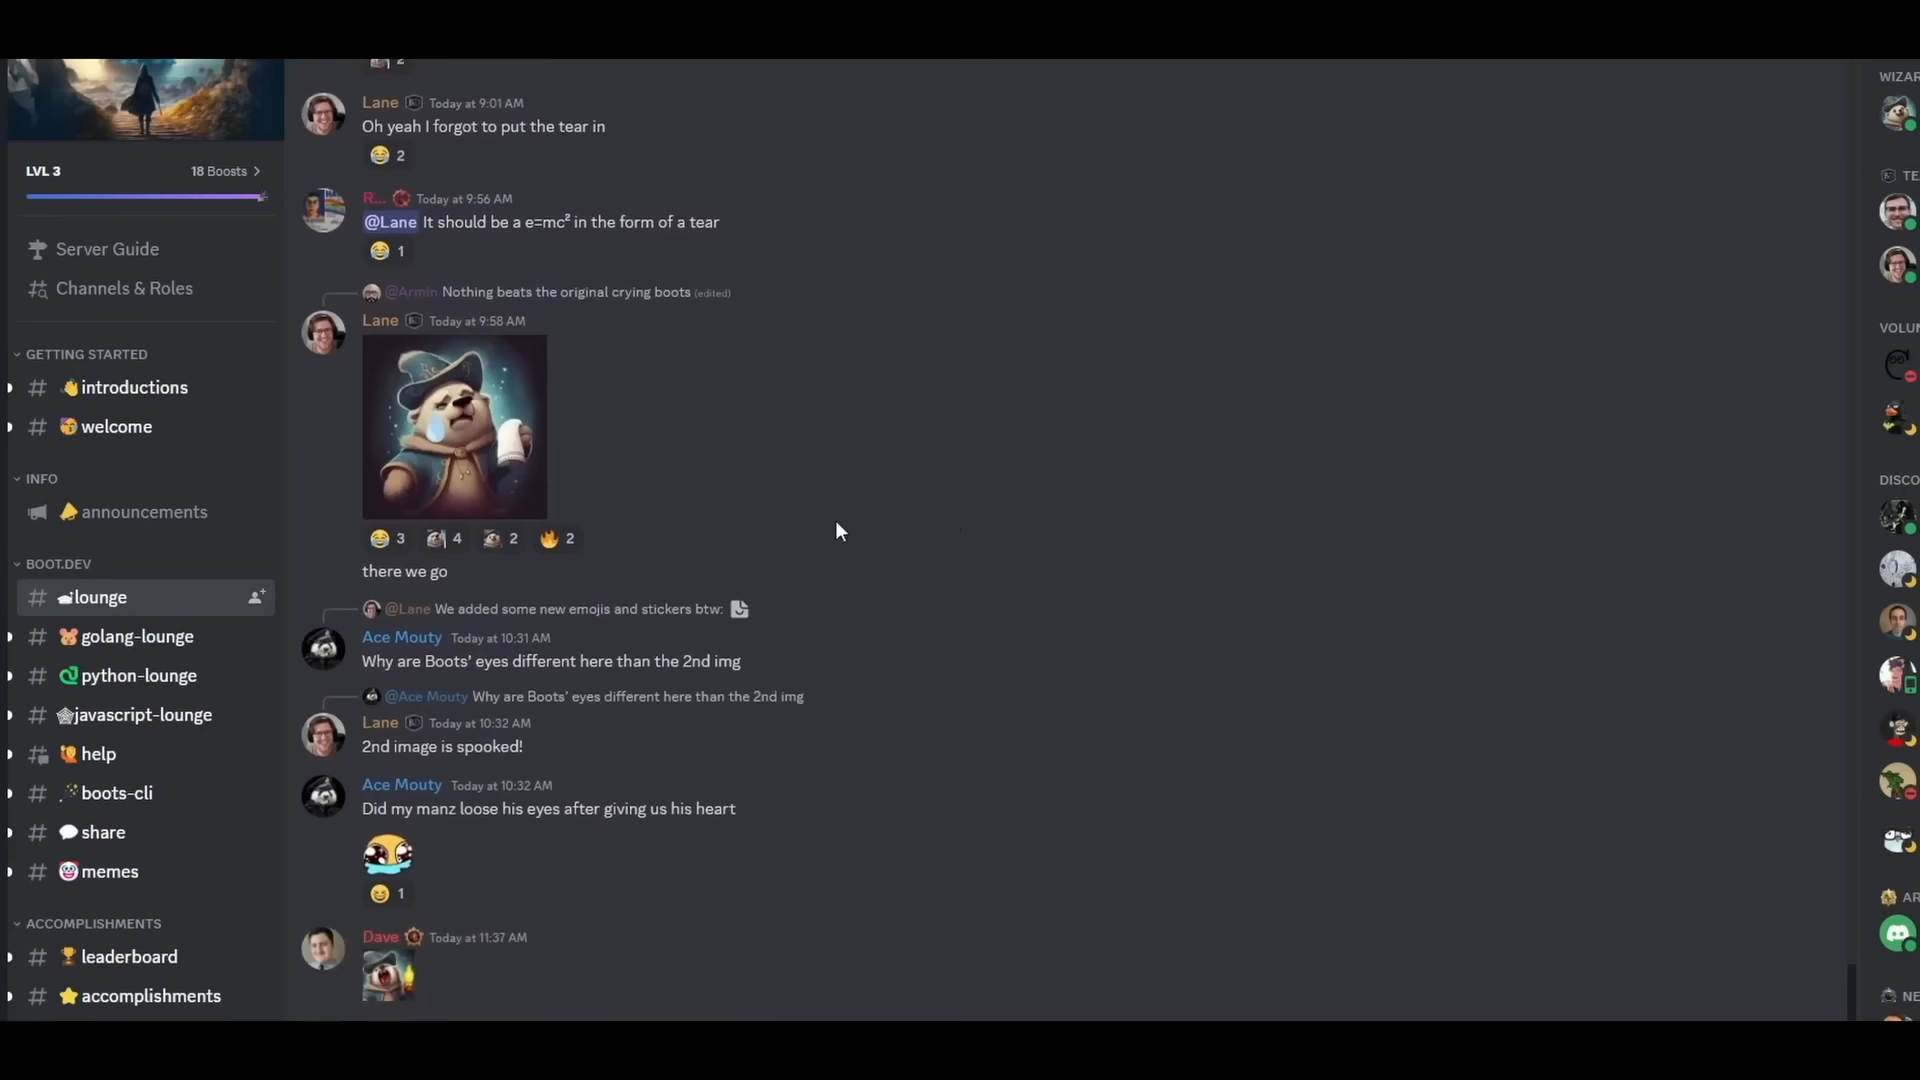 LVL 3
18 Boosts
Server Guide
Channels & Roles
GETTING STARTED
introductions
welcome
INFO
announcements
BOOT.DEV
lounge
golang-lounge
python-lounge
javascript-lounge
help
boots-cli
share
memes
ACCOMPLISHMENTS
leaderboard
accomplishments
2
Lane Today at 9:01 AM
Oh yeah I forgot to put the tear in
2
R... Today at 9:56 AM
@Lane It should be a e=mc² in the form of a tear
1
@Armin Nothing beats the original crying boots (edited)
Lane Today at 9:58 AM
3 4 2 2
there we go
@Lane We added some new emojis and stickers btw:
Ace Mouty Today at 10:31 AM
Why are Boots' eyes different here than the 2nd img
@Ace Mouty Why are Boots' eyes different here than the 2nd img
Lane Today at 10:32 AM
2nd image is spooked!
Ace Mouty Today at 10:32 AM
Did my manz loose his eyes after giving us his heart
1
Dave Today at 11:37 AM
WIZAR
TE
VOLUN
DISCO
AR
NE